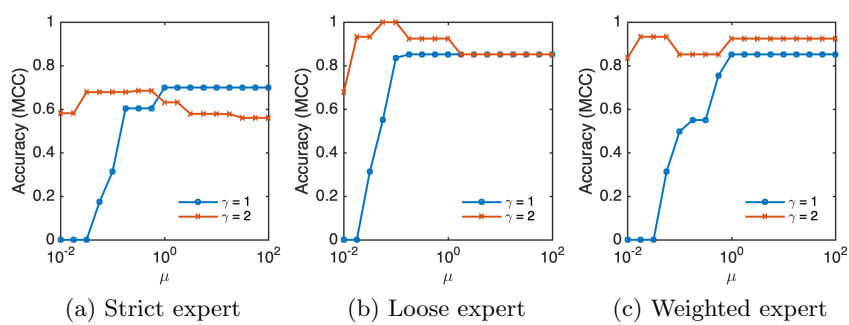 Accuracy (MCC)
1
0.8
0.6
0.4
0.2
0
10^-2
10^0
10^2
μ
γ = 1
γ = 2
(a) Strict expert
Accuracy (MCC)
1
0.8
0.6
0.4
0.2
0
10^-2
10^0
10^2
μ
γ = 1
γ = 2
(b) Loose expert
Accuracy (MCC)
1
0.8
0.6
0.4
0.2
0
10^-2
10^0
10^2
μ
γ = 1
γ = 2
(c) Weighted expert